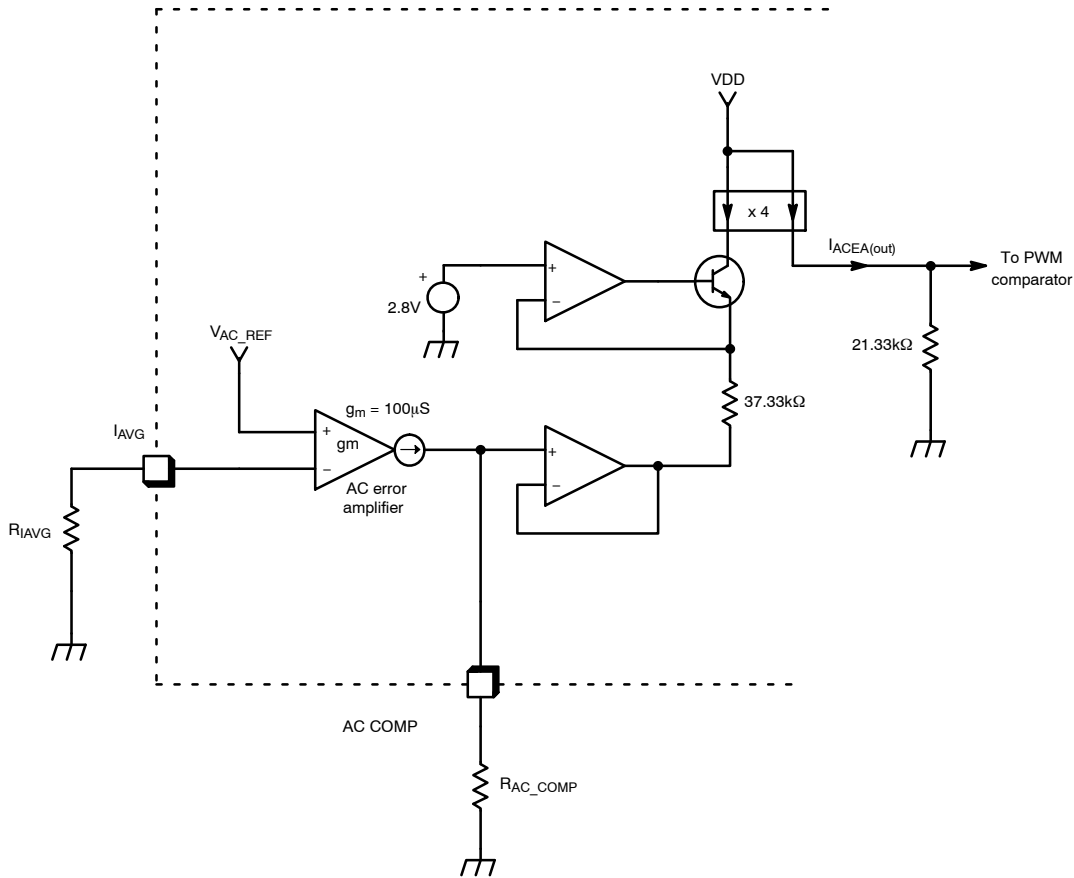 VDD
x 4
I_ACEA(out)
To PWM
comparator
+
+
−
2.8V
21.33kΩ
V_AC_REF
37.33kΩ
g_m = 100μS
I_AVG
+
gm
−
+
−
AC error
amplifier
R_IAVG
AC COMP
R_AC_COMP